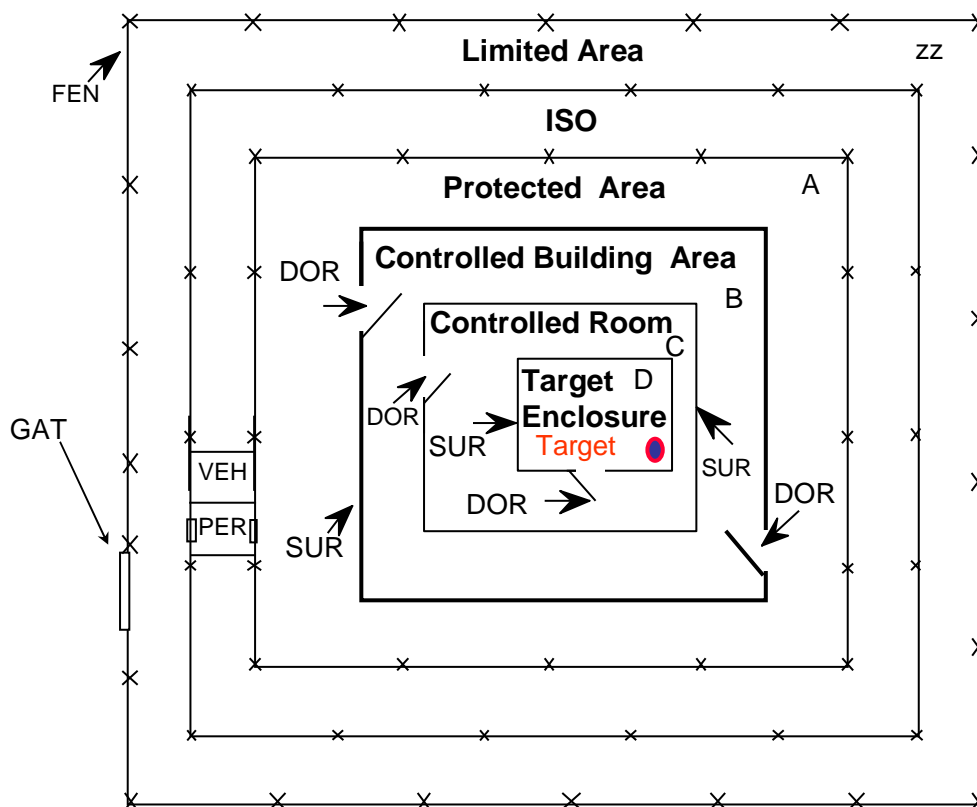 Limited Area
zz
FEN
ISO
Protected Area
A
Controlled Building Area
DOR
B
Controlled Room
C
Target D
Enclosure
DOR
GAT
SUR
Target
SUR
VEH
DOR
DOR
PER
SUR